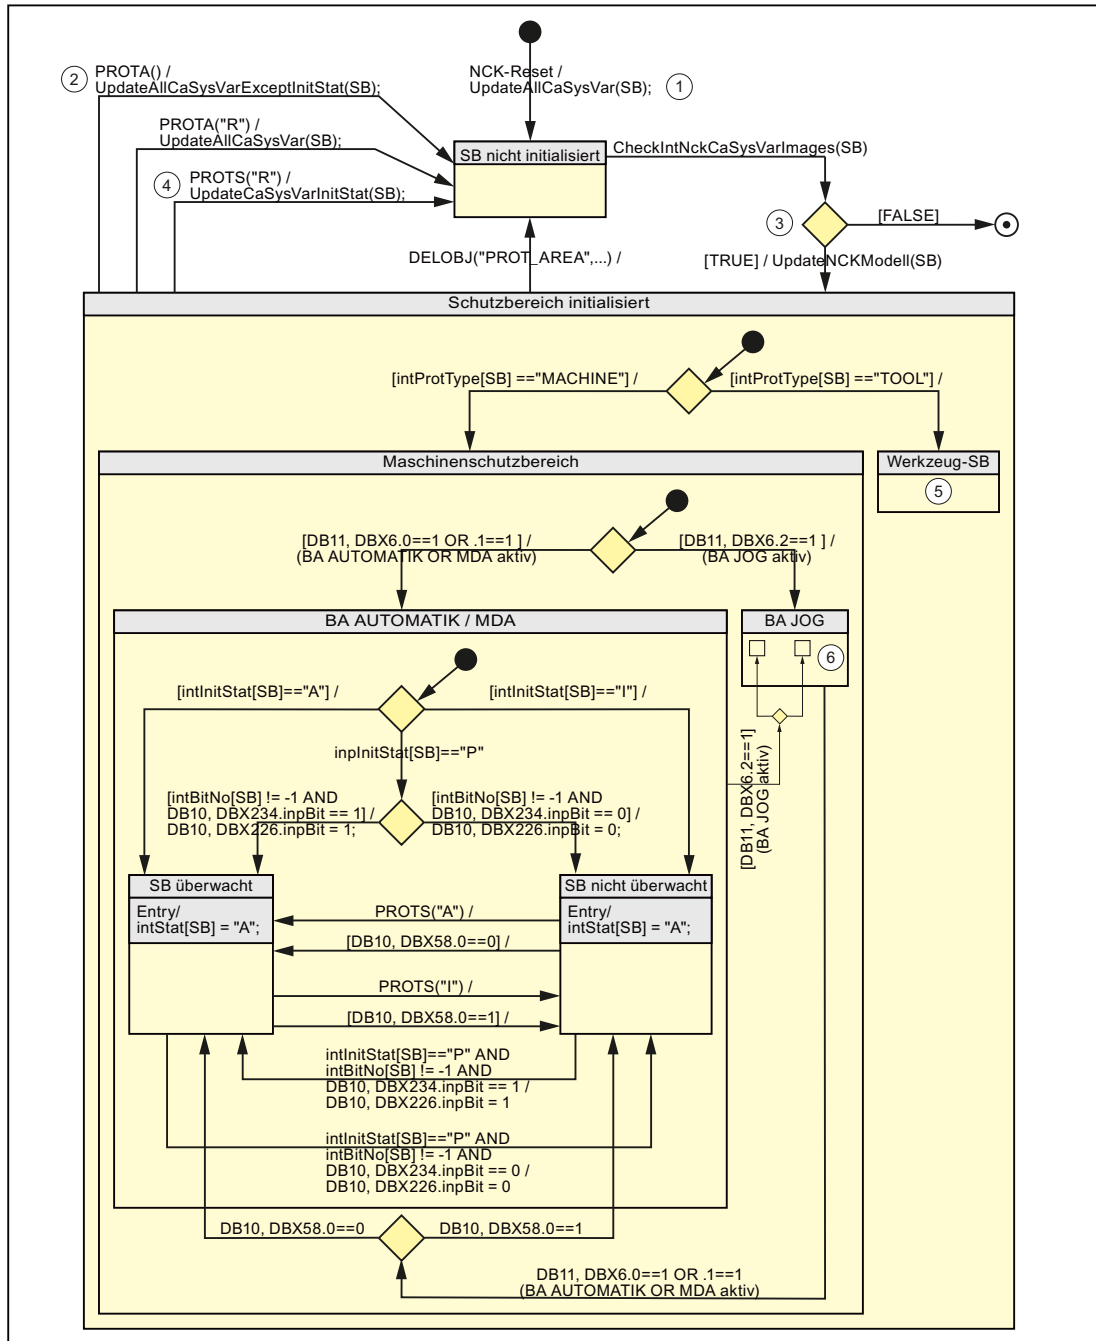 2
PROTA() /
UpdateAllCaSysVarExceptInitStat(SB);
NCK-Reset /
UpdateAllCaSysVar(SB);
1
PROTA("R") /
UpdateAllCaSysVar(SB);
SB nicht initialisiert
CheckIntNckCaSysVarImages(SB)
4
PROTS("R") /
UpdateCaSysVarInitStat(SB);
3
[FALSE]
DELOBJ("PROT_AREA",...) /
[TRUE] / UpdateNCKModell(SB)
Schutzbereich initialisiert
[intProtType[SB] =="MACHINE"] /
[intProtType[SB] =="TOOL"] /
Maschinenschutzbereich
Werkzeug-SB
5
[DB11, DBX6.0==1 OR .1==1 ] /
(BA AUTOMATIK OR MDA aktiv)
[DB11, DBX6.2==1 ] /
(BA JOG aktiv)
BA AUTOMATIK / MDA
BA JOG
6
[intInitStat[SB]=="A"] /
[intInitStat[SB]=="I"] /
inpInitStat[SB]=="P"
[DB11, DBX6.2==1]
(BA JOG aktiv)
[intBitNo[SB] != -1 AND
DB10, DBX234.inpBit == 1] /
DB10, DBX226.inpBit = 1;
[intBitNo[SB] != -1 AND
DB10, DBX234.inpBit == 0] /
DB10, DBX226.inpBit = 0;
SB überwacht
Entry/
intStat[SB] = "A";
SB nicht überwacht
Entry/
intStat[SB] = "A";
PROTS("A") /
[DB10, DBX58.0==0] /
PROTS("I") /
[DB10, DBX58.0==1] /
intInitStat[SB]=="P" AND
intBitNo[SB] != -1 AND
DB10, DBX234.inpBit == 1 /
DB10, DBX226.inpBit = 1
intInitStat[SB]=="P" AND
intBitNo[SB] != -1 AND
DB10, DBX234.inpBit == 0 /
DB10, DBX226.inpBit = 0
DB10, DBX58.0==0
DB10, DBX58.0==1
DB11, DBX6.0==1 OR .1==1
(BA AUTOMATIK OR MDA aktiv)